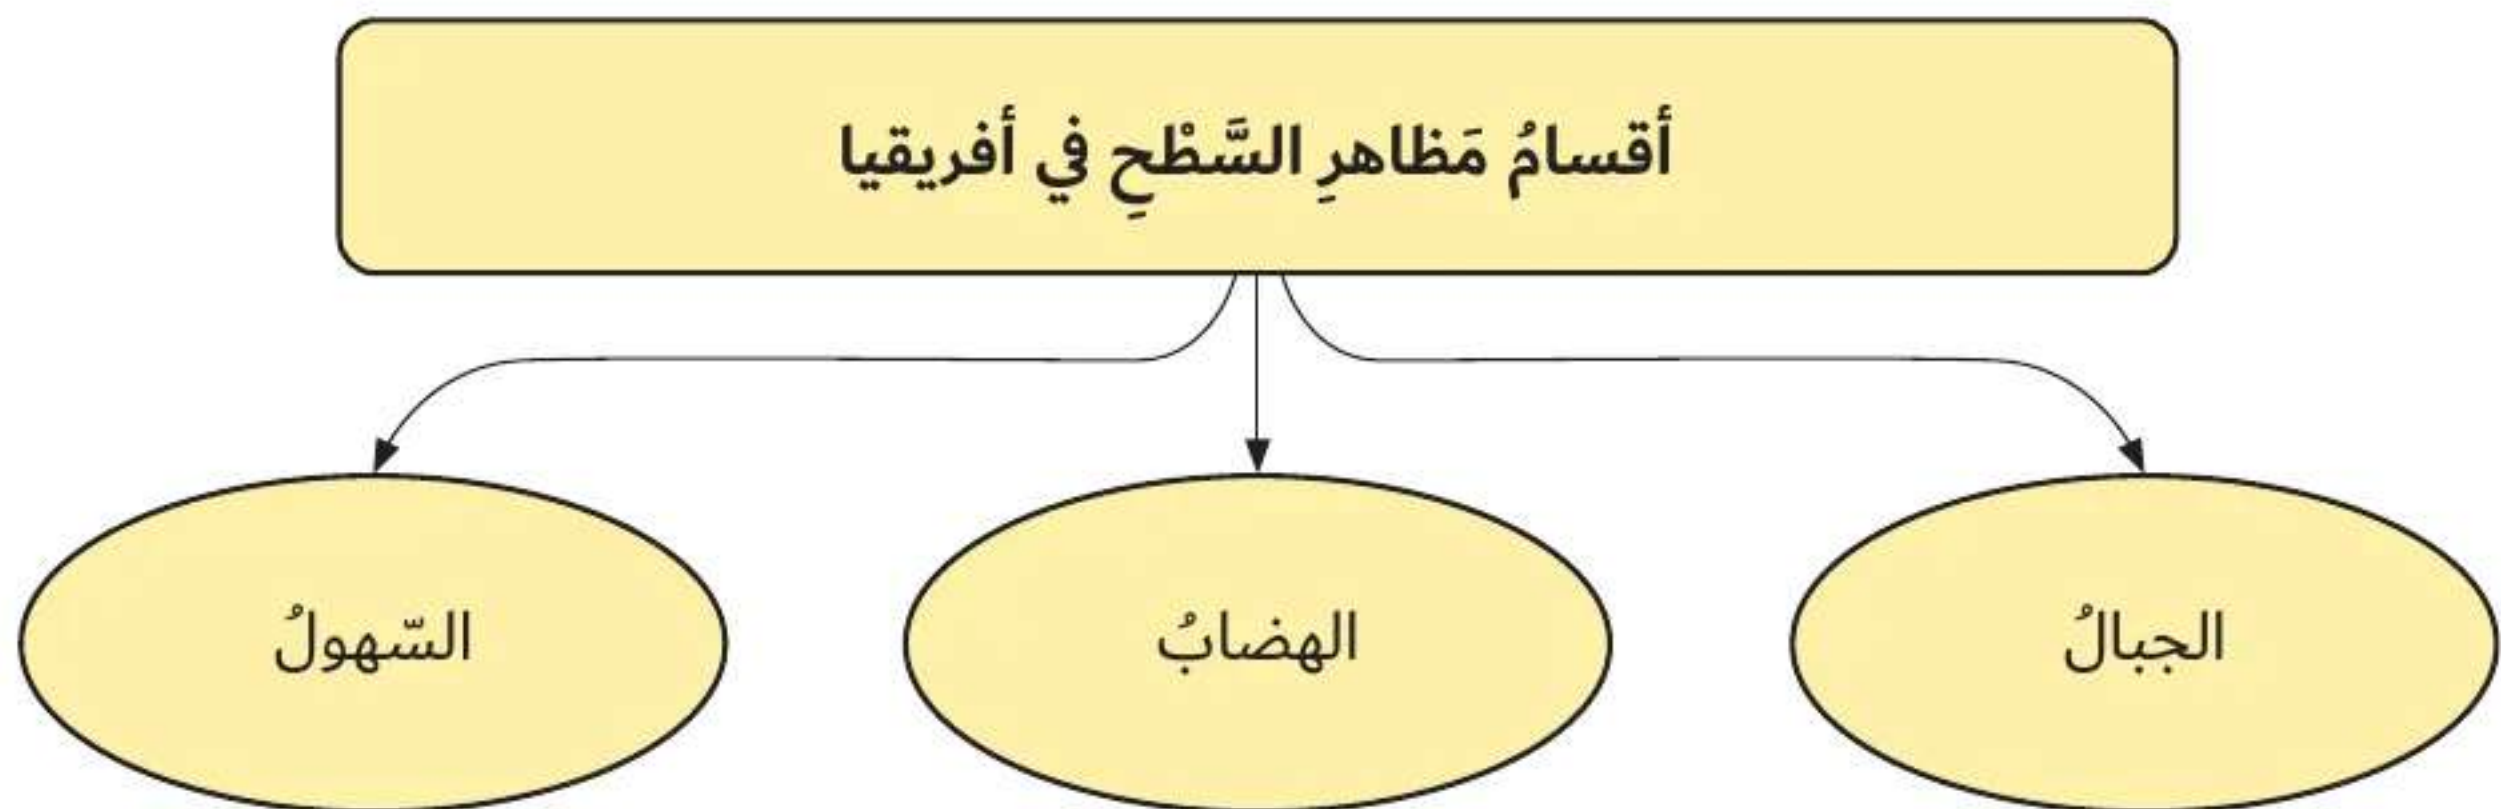 أقسامُ مَظاهرِ السَّطْحِ في أفريقيا
الجبالُ
الهضابُ
السّهولُ